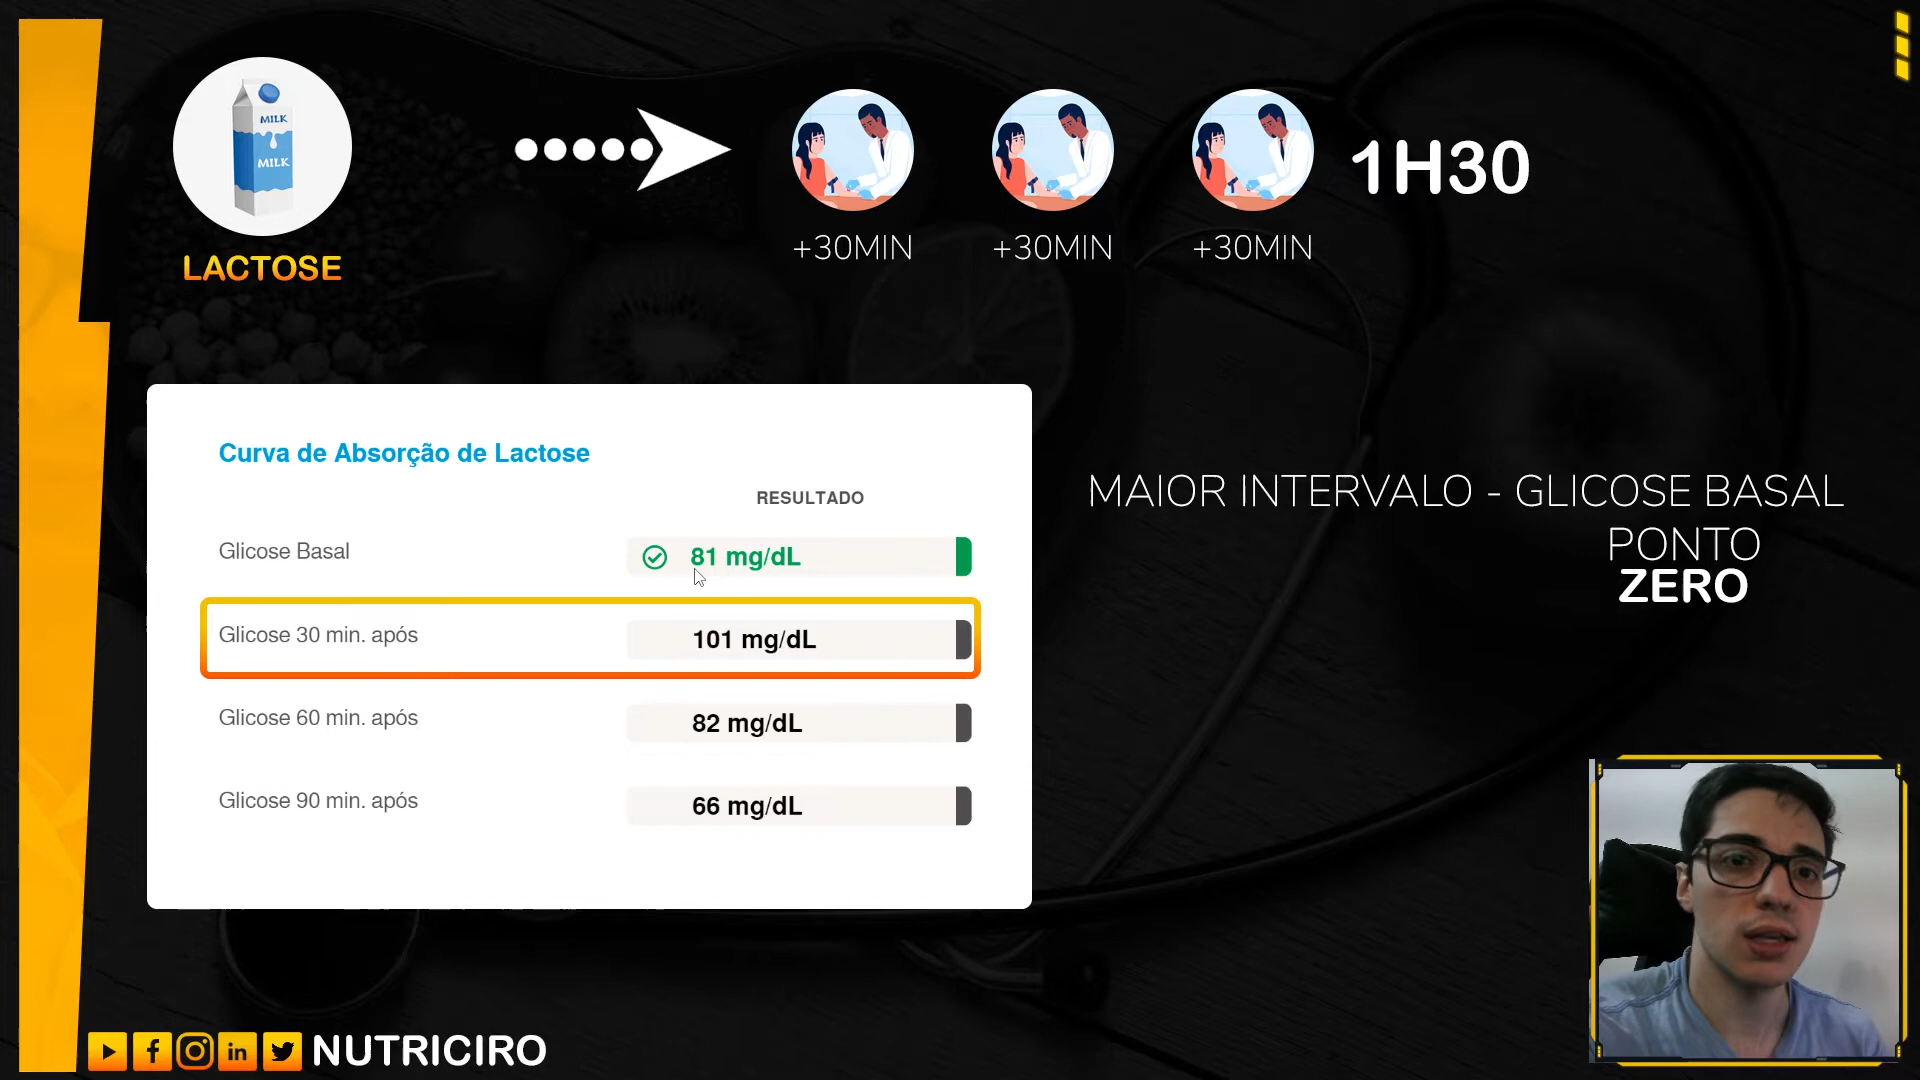 MILK
MILK
LACTOSE
+30MIN
+30MIN
+30MIN
1H30
Curva de Absorção de Lactose
RESULTADO
Glicose Basal
81 mg/dL
Glicose 30 min. após
101 mg/dL
Glicose 60 min. após
82 mg/dL
Glicose 90 min. após
66 mg/dL
MAIOR INTERVALO - GLICOSE BASAL
PONTO
ZERO
in
NUTRICIRO